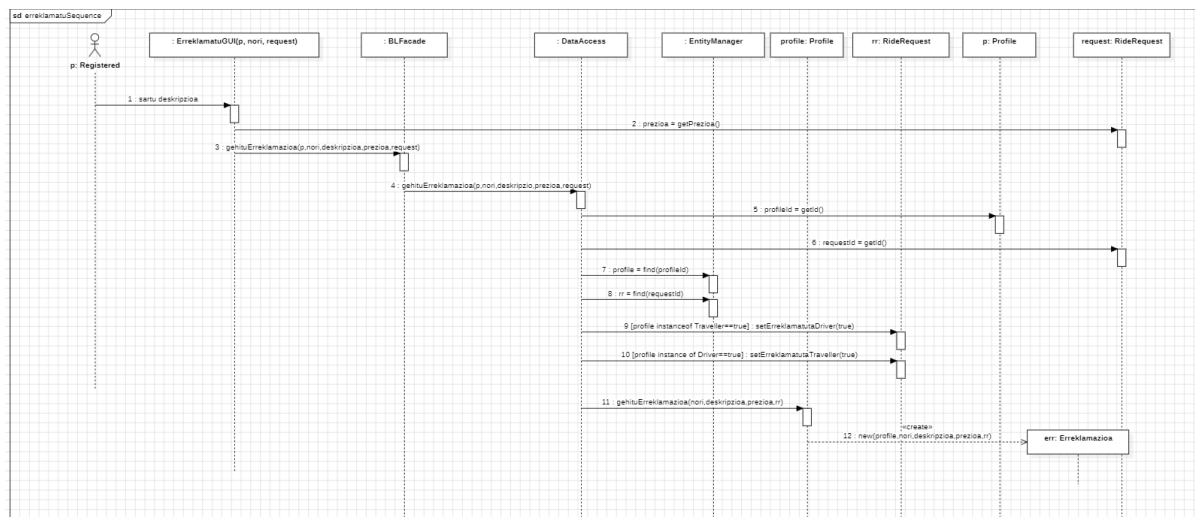 sd erreklamatuSequence
: ErreklamatuGUI(p, nori, request)
: BLFacade
: DataAccess
: EntityManager
profile: Profile
rr: RideRequest
p: Profile
request: RideRequest
p: Registered
1 : sartu deskripzioa
2 : prezioa = getPrezioa()
3 : gehituErreklamazioa(p,nori,deskripzioa,prezioa,request)
4 : gehituErreklamazioa(p,nori,deskripzio,prezioa,request)
5 : profileId = getId()
6 : requestId = getId()
7 : profile = find(profileId)
8 : rr = find(requestId)
9 [profile instanceof Traveller==true] : setErreklamatutaDriver(true)
10 [profile instance of Driver==true] : setErreklamatutaTraveller(true)
11 : gehituErreklamazioa(nori,deskripzioa,prezioa,rr)
«create»
12 : new(profile,nori,deskripzioa,prezioa,rr)
err: Erreklamazioa